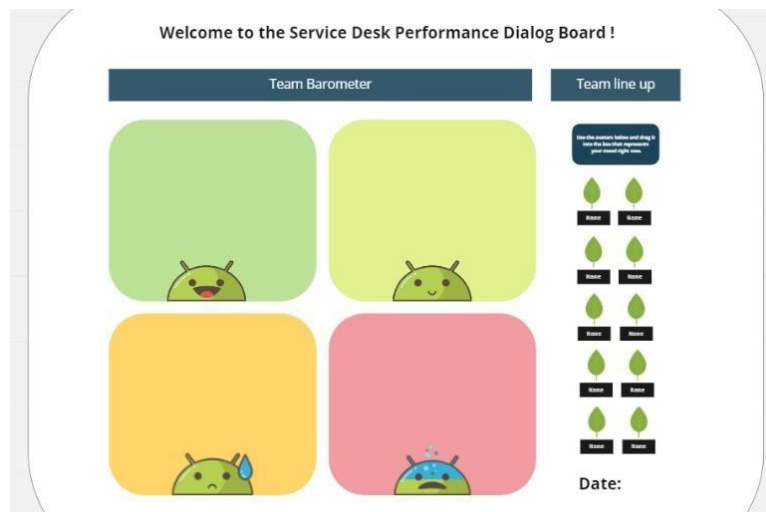 Welcome to the Service Desk Performance Dialog Board !
Team Barometer
Team line up
Use the avatars below and drag it
into the box that represents
your mood right now.
Name Name
Name Name
Name Name
Name Name
Name Name
Date: